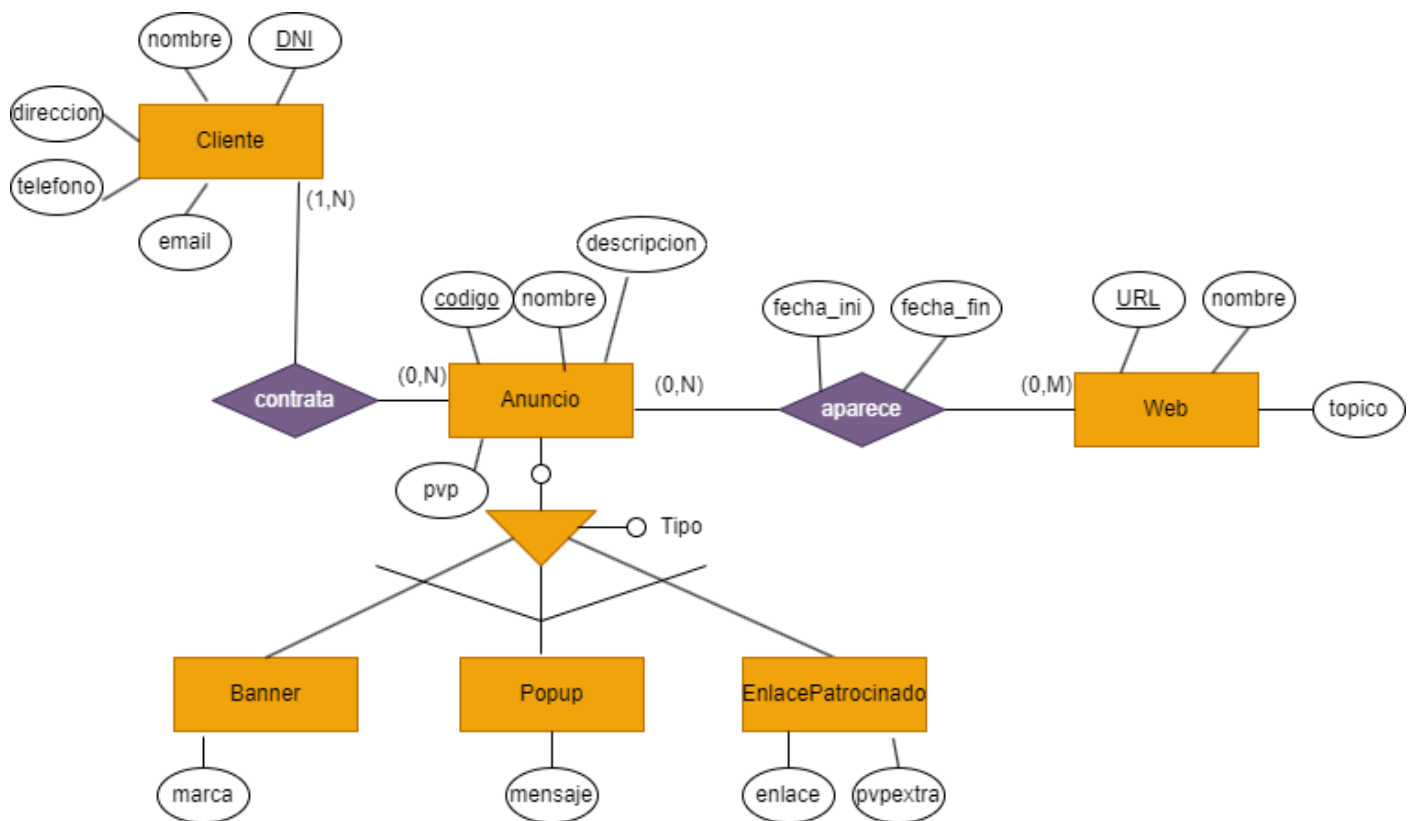 nombre
DNI
direccion
Cliente
telefono
(1,N)
email
descripcion
codigo
nombre
fecha_ini
fecha_fin
URL
nombre
(0,N)
(0,N)
(0,M)
contrata
Anuncio
aparece
Web
topico
pvp
Tipo
Banner
Popup
EnlacePatrocinado
marca
mensaje
enlace
pvpextra